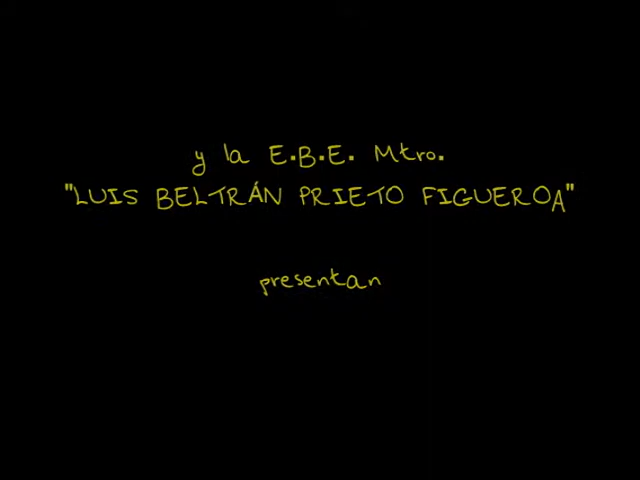 y la E.B.E. Mtro.
"LUIS BELTRÁN PRIETO FIGUEROA"
presentan